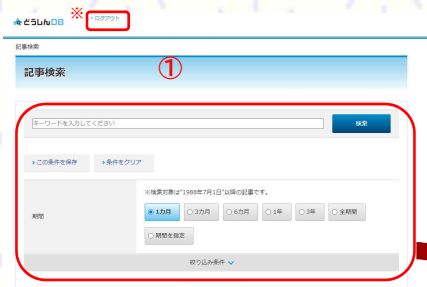 どうしんDB
※
›ログアウト
記事検索
記事検索
①
キーワードを入力してください
検索
›この条件を保存 ›条件をクリア
※検索対象は"1988年7月1日"以降の記事です。
期間
1カ月 3カ月 6カ月 1年 3年 全期間
期間を指定
絞り込み条件